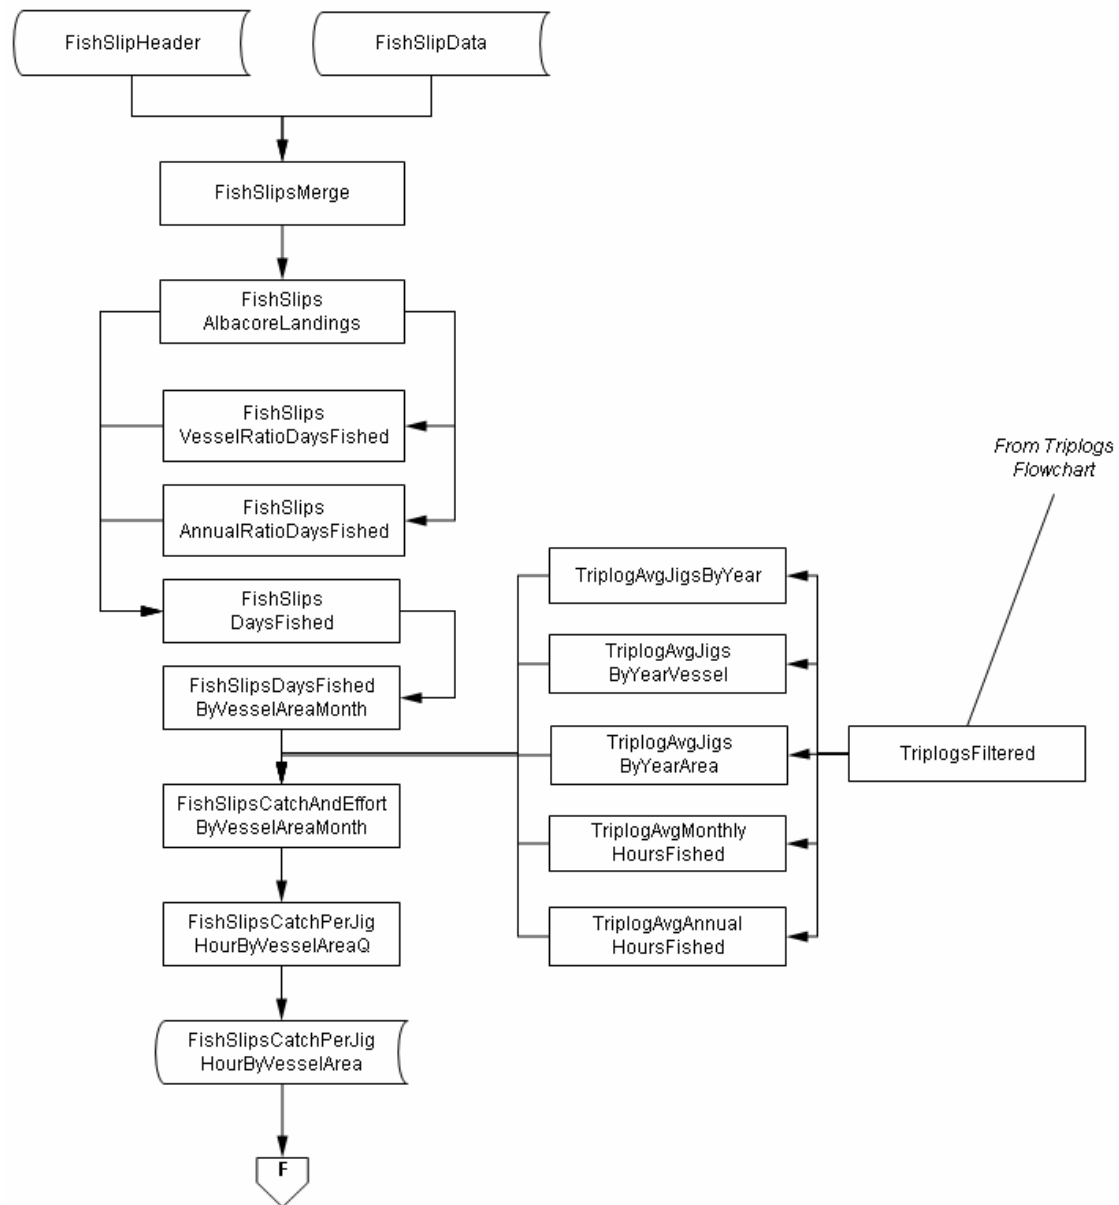 FishSlipHeader
FishSlipData
FishSlipsMerge
FishSlips
AlbacoreLandings
FishSlips
VesselRatioDaysFished
FishSlips
AnnualRatioDaysFished
FishSlips
DaysFished
FishSlipsDaysFished
ByVesselAreaMonth
FishSlipsCatchAndEffort
ByVesselAreaMonth
FishSlipsCatchPerJig
HourByVesselAreaQ
FishSlipsCatchPerJig
HourByVesselArea
F
TriplogAvgJigsByYear
TriplogAvgJigs
ByYearVessel
TriplogAvgJigs
ByYearArea
TriplogAvgMonthly
HoursFished
TriplogAvgAnnual
HoursFished
From Triplogs
Flowchart
TriplogsFiltered